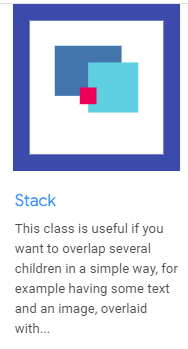 Stack
This class is useful if you
want to overlap several
children in a simple way, for
example having some text
and an image, overlaid
with...